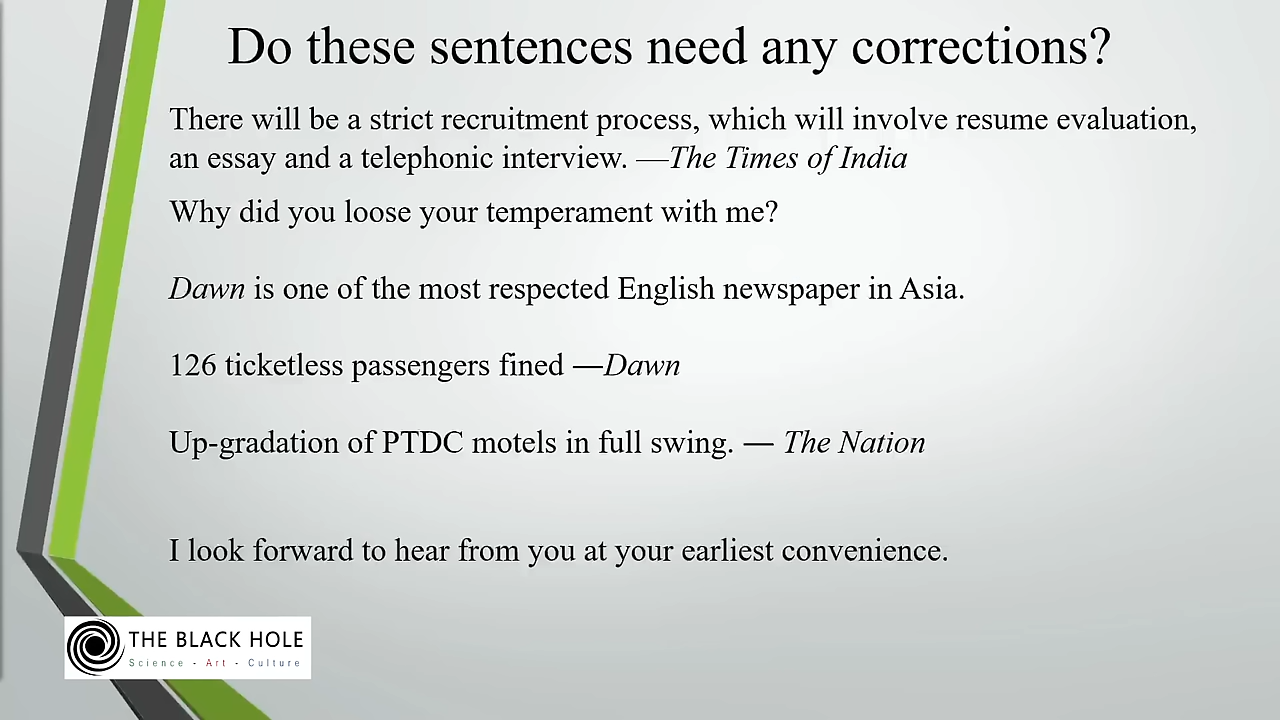 Do these sentences need any corrections?
There will be a strict recruitment process, which will involve resume evaluation,
an essay and a telephonic interview. —The Times of India
Why did you loose your temperament with me?
Dawn is one of the most respected English newspaper in Asia.
126 ticketless passengers fined —Dawn
Up-gradation of PTDC motels in full swing. — The Nation
I look forward to hear from you at your earliest convenience.
THE BLACK HOLE
Science - Art - Culture